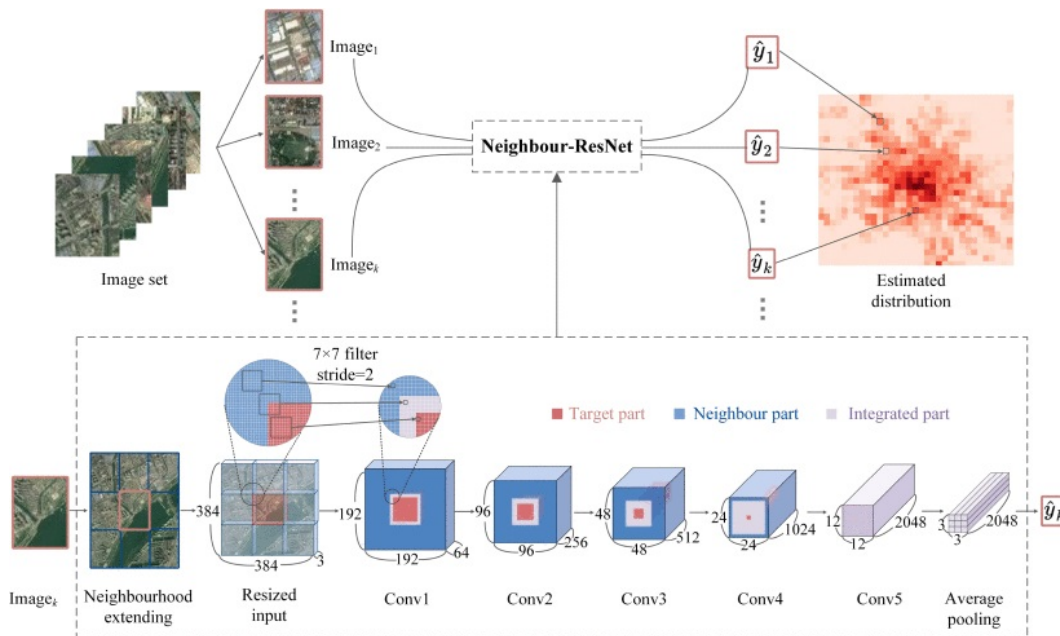 Image₁
Image₂
Imageₖ
Image set
Neighbour-ResNet
ŷ₁
ŷ₂
ŷₖ
Estimated
distribution
7×7 filter
stride=2
Target part
Neighbour part
Integrated part
384
384
3
192
192
64
96
96
256
48
48
512
24
24
1024
12
12
2048
3
3
2048
ŷₖ
Imageₖ
Neighbourhood
extending
Resized
input
Conv1
Conv2
Conv3
Conv4
Conv5
Average
pooling